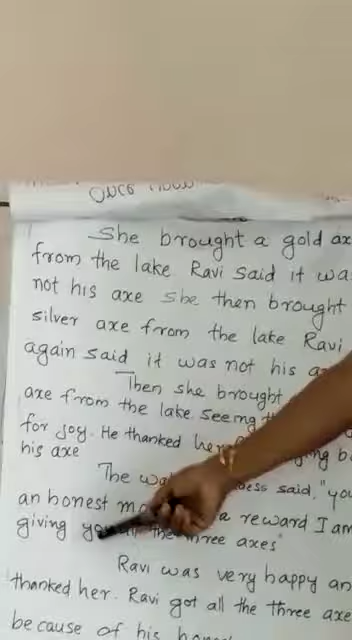 She brought a gold ax
from the lake Ravi said it wa
not his axe she then brought
silver axe from the lake Ravi
again said it was not his a
Then she brought
axe from the lake seeing
for joy. He thanked her
his axe
The said, "you
an honest a reward I am
giving the three axes"
Ravi was very happy an
thanked her. Ravi got all the three axe
because of his